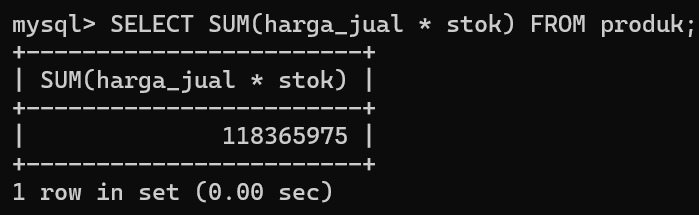 mysql> SELECT SUM(harga_jual * stok) FROM produk;
+------------------------+
| SUM(harga_jual * stok) |
+------------------------+
|              118365975 |
+------------------------+
1 row in set (0.00 sec)